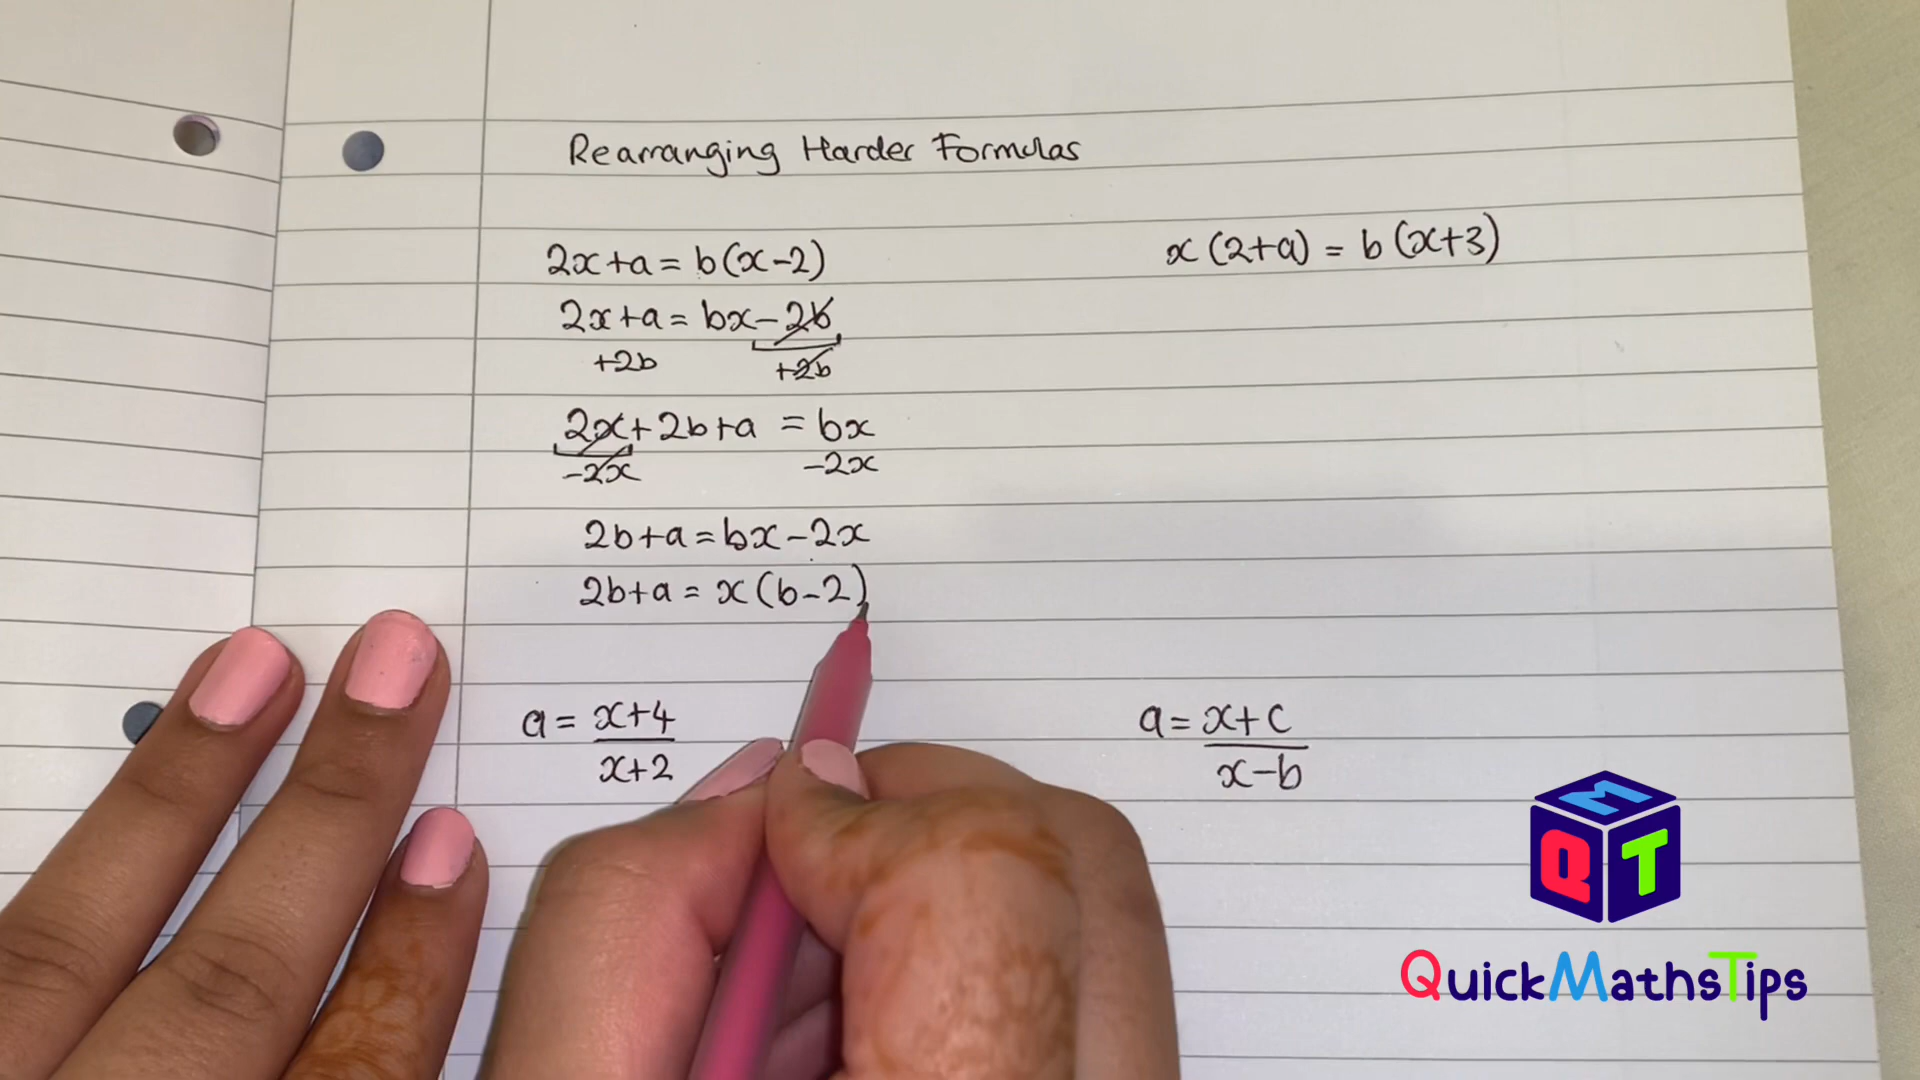 Rearranging Harder Formulas
2x+a = b(x-2)
2x+a = bx-2b
+2b +2b
2x+2b+a = bx
-2x -2x
2b+a = bx-2x
2b+a = x(b-2)
x(2+a) = b(x+3)
a = x+4
x+2
a = x+c
x-b
M
Q T
QuickMathsTips